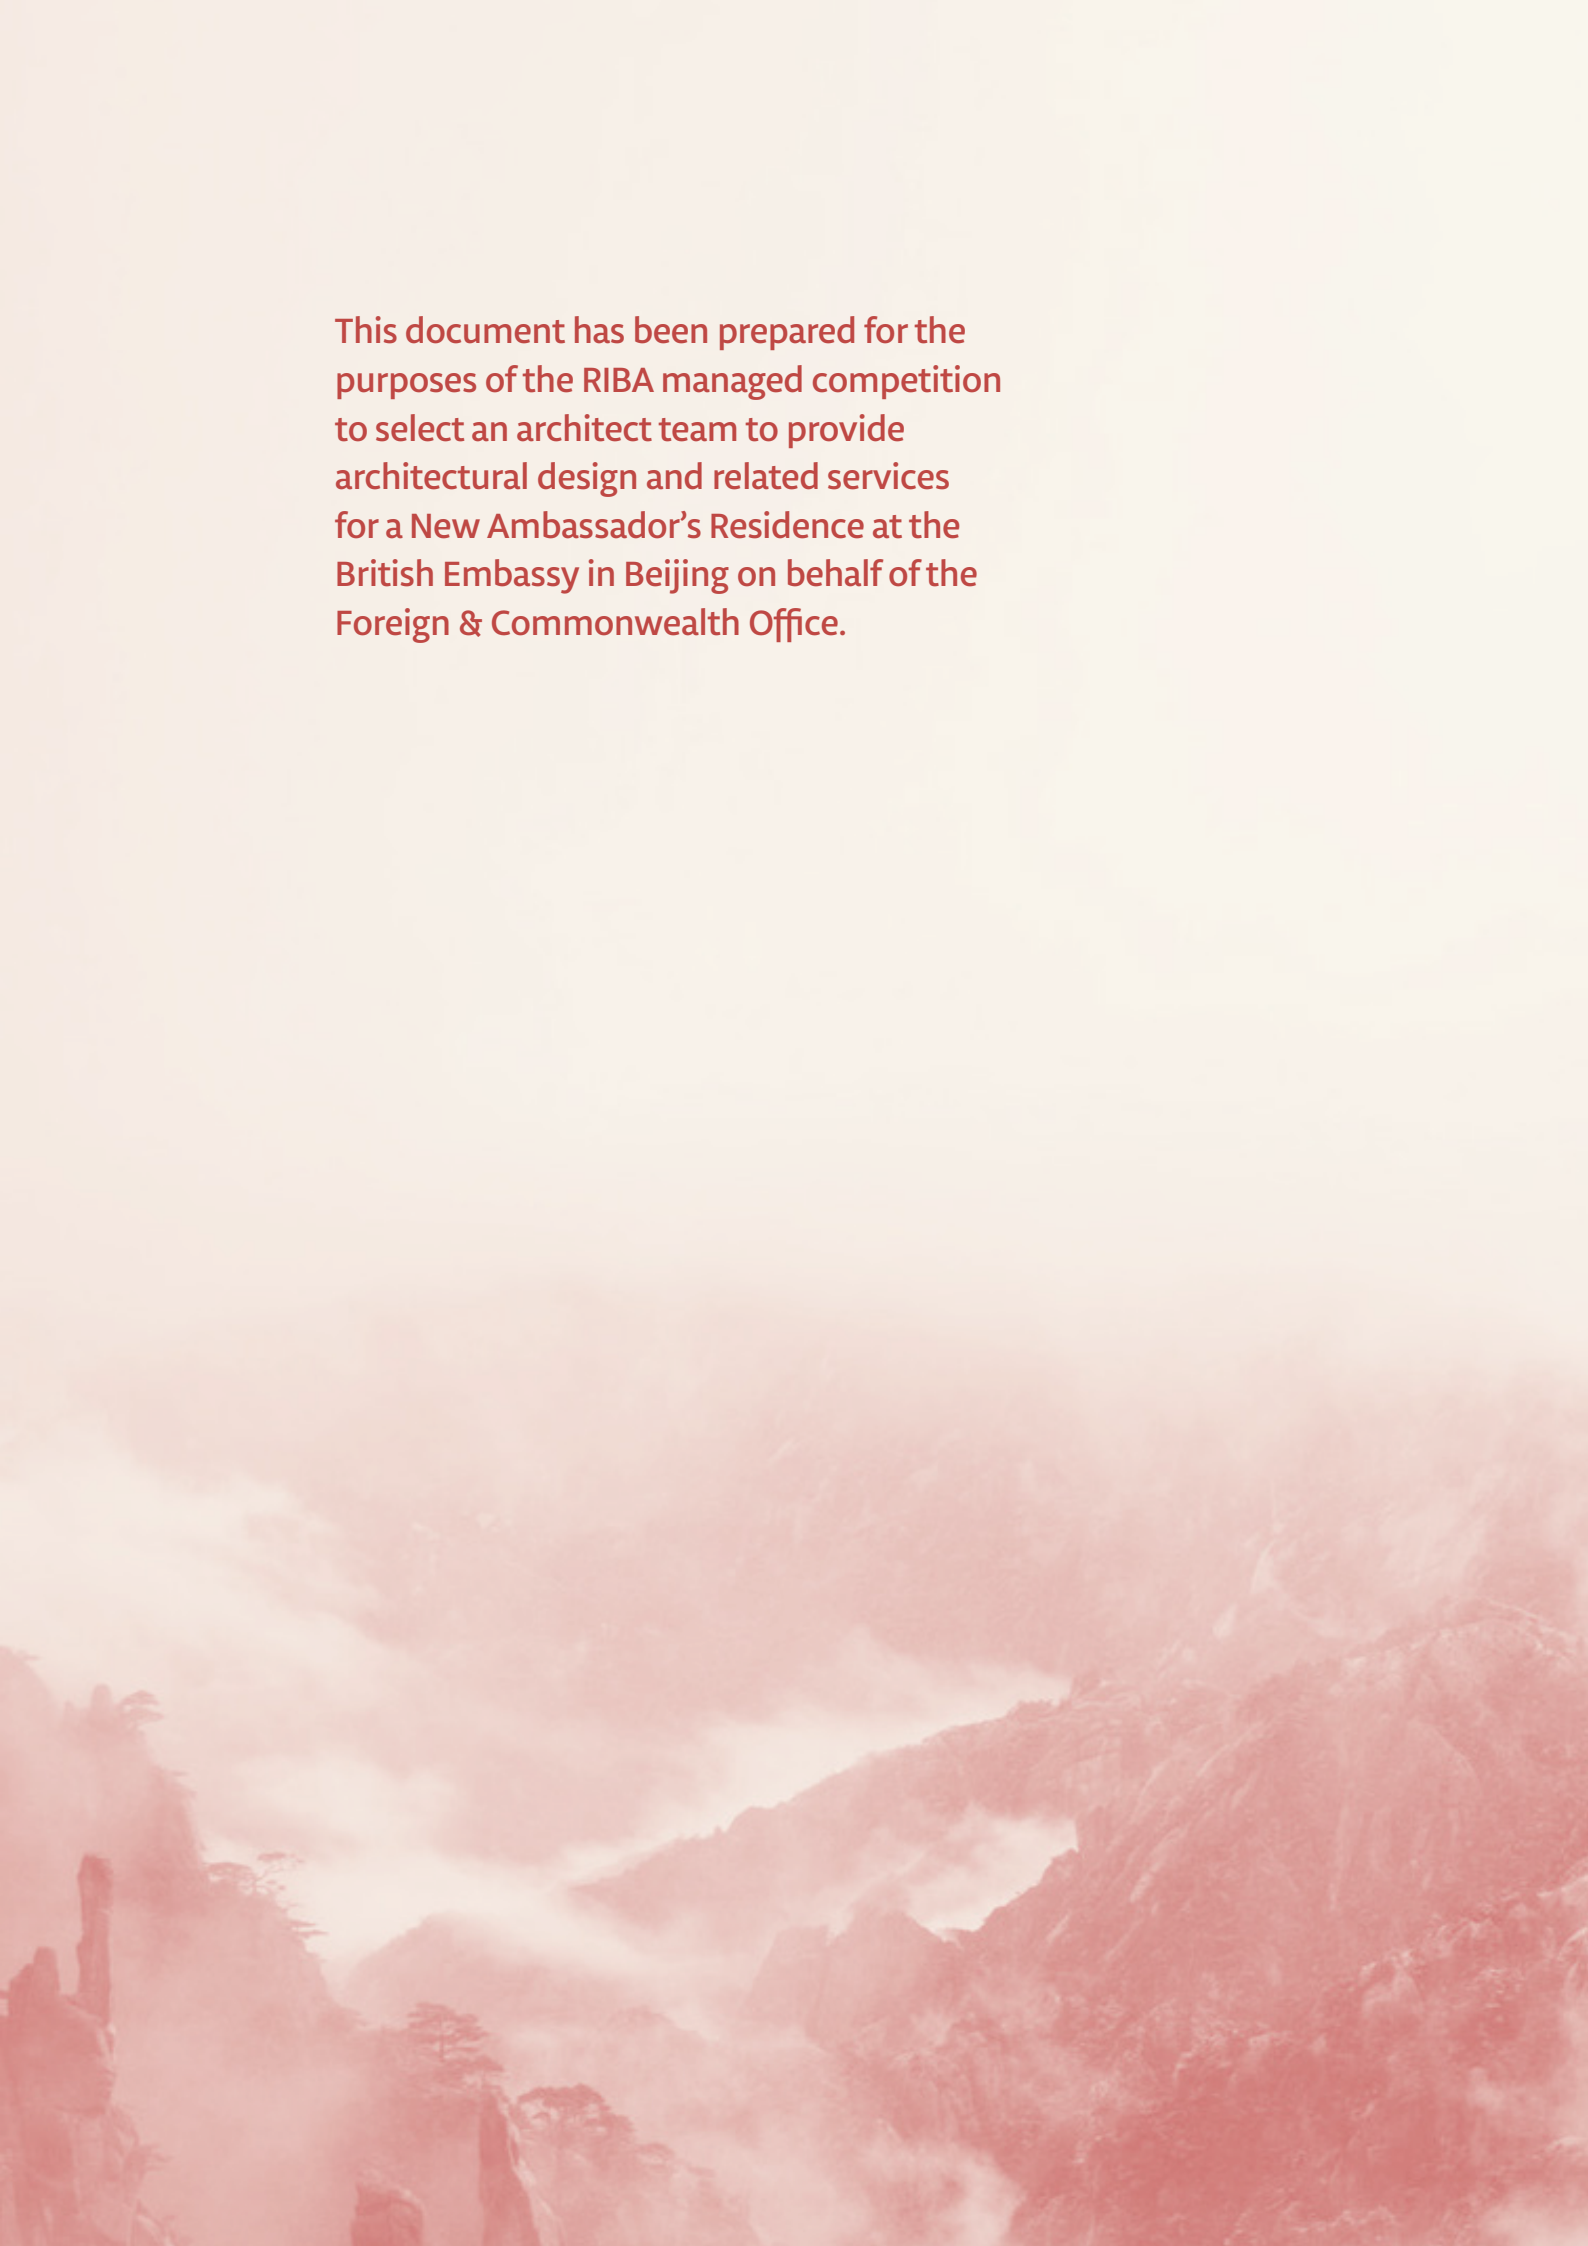 This document has been prepared for the
purposes of the RIBA managed competition
to select an architect team to provide
architectural design and related services
for a New Ambassador’s Residence at the
British Embassy in Beijing on behalf of the
Foreign & Commonwealth Office.